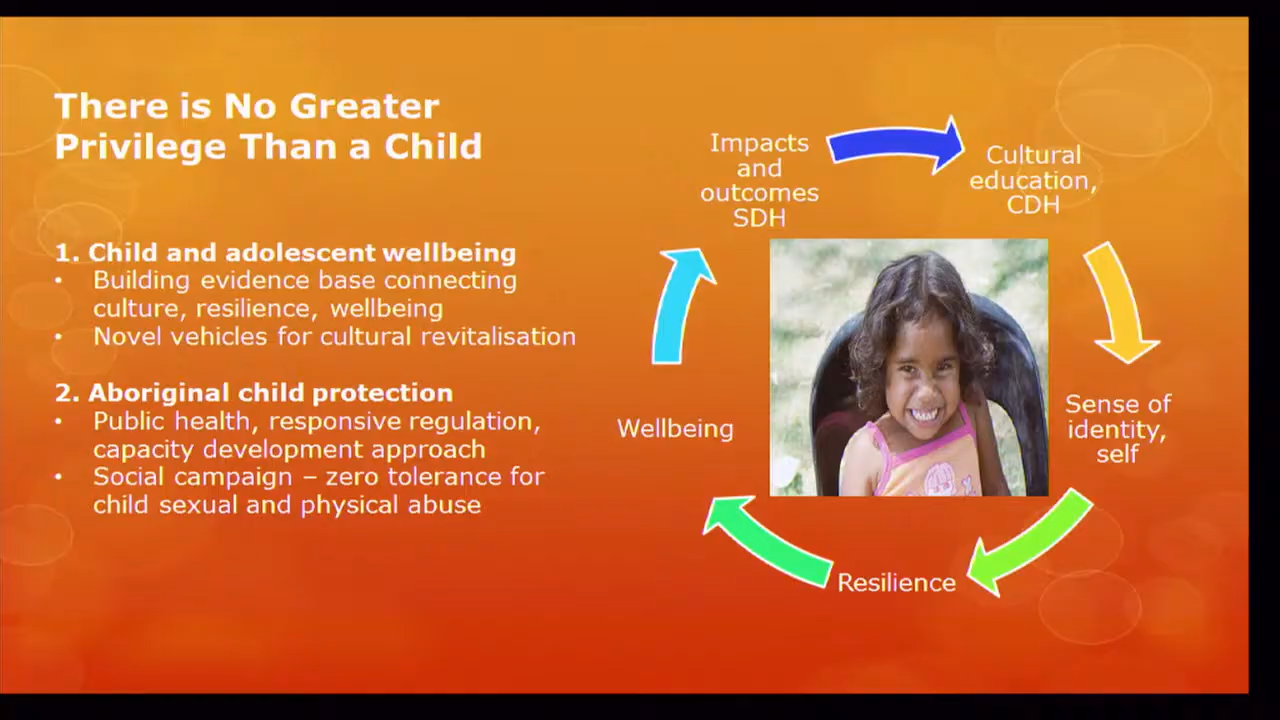 There is No Greater
Privilege Than a Child
1. Child and adolescent wellbeing
• Building evidence base connecting
culture, resilience, wellbeing
• Novel vehicles for cultural revitalisation
2. Aboriginal child protection
• Public health, responsive regulation,
capacity development approach
• Social campaign – zero tolerance for
child sexual and physical abuse
Impacts
and
outcomes
SDH
Cultural
education,
CDH
Sense of
identity,
self
Resilience
Wellbeing